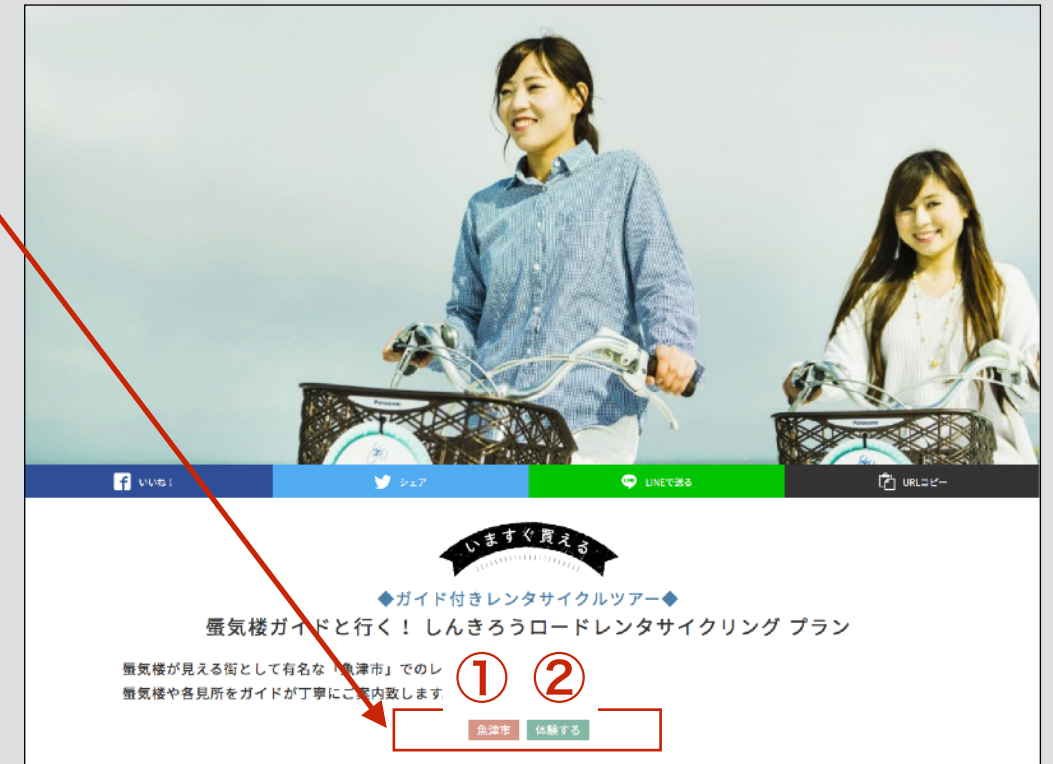 Panasonic
Panasonic
いいね！
シェア
LINEで送る
URLコピー
いますぐ買える
◆ガイド付きレンタサイクルツアー◆
蜃気楼ガイドと行く！ しんきろうロードレンタサイクリング プラン
蜃気楼が見える街として有名な「魚津市」でのレ
蜃気楼や各見所をガイドが丁寧にご案内致します
① ②
魚津市 体験する